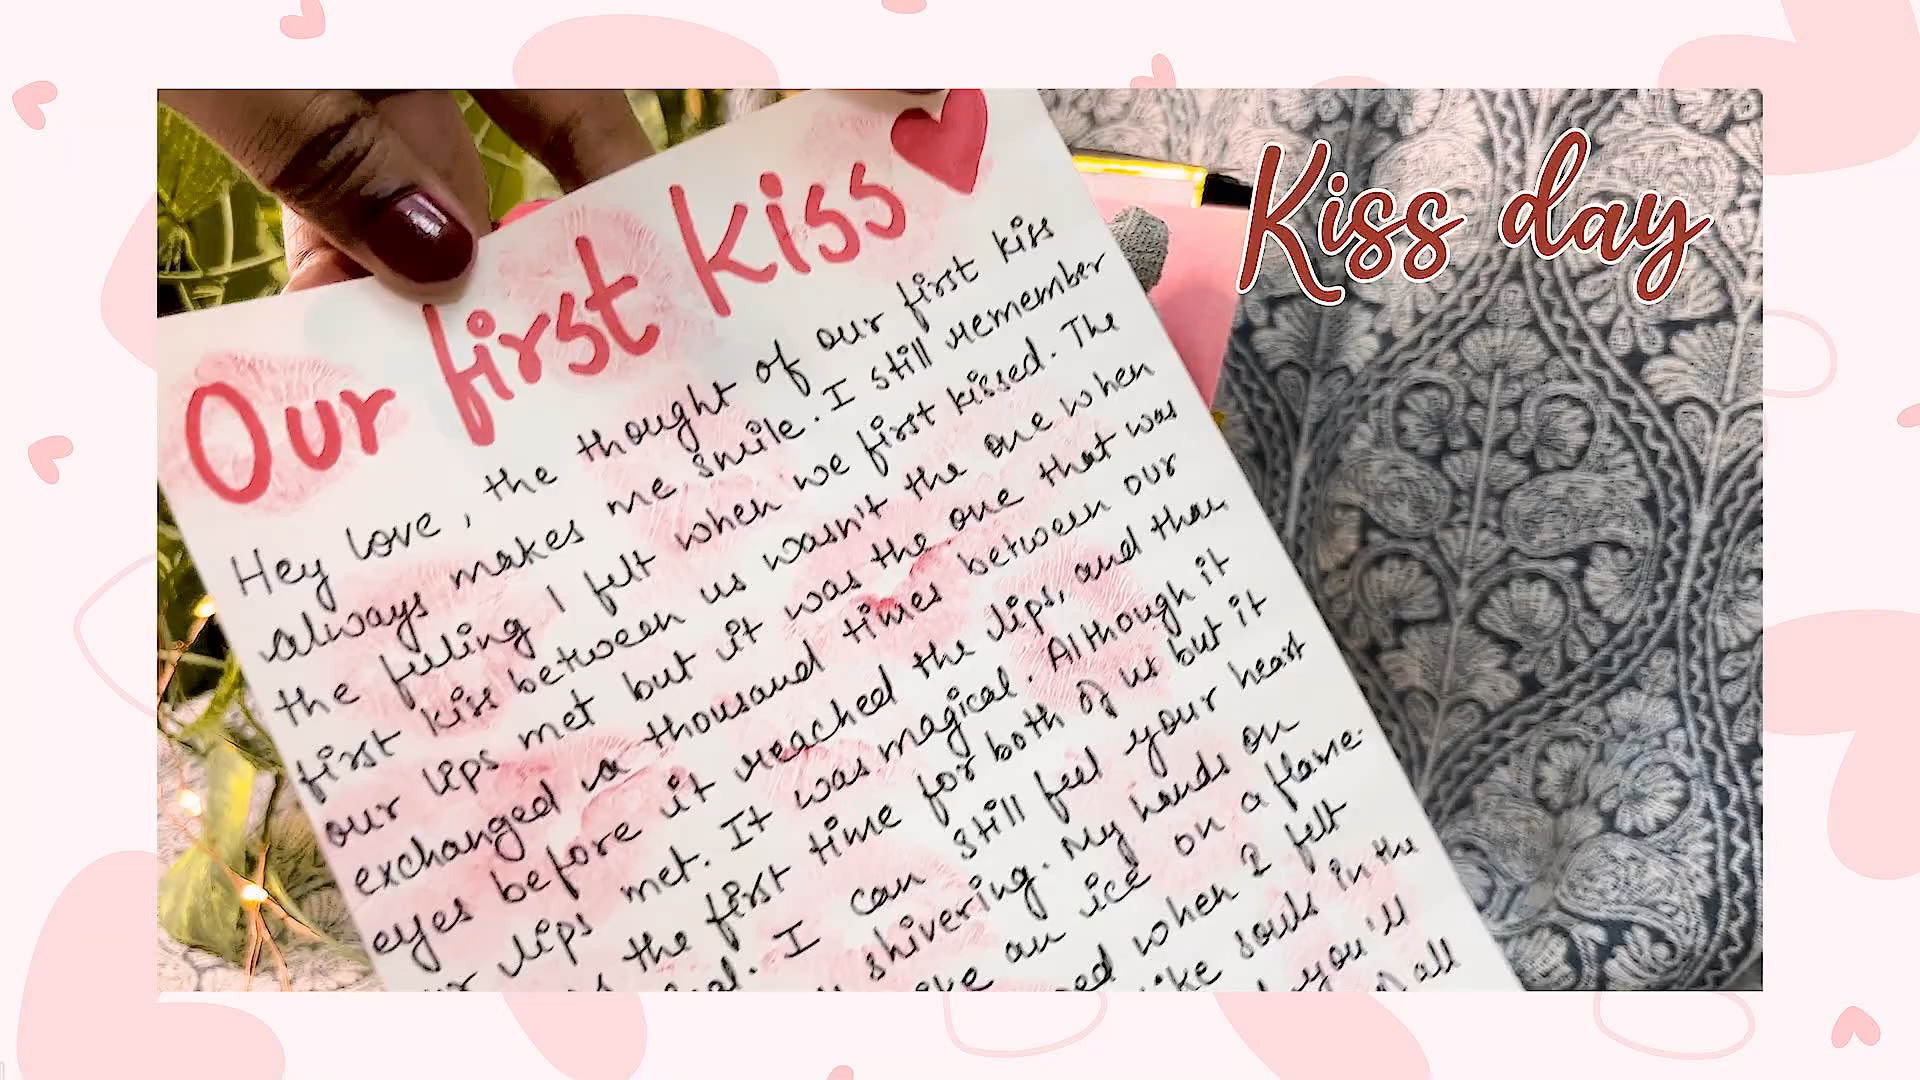 Kiss day
Our first kiss
Hey love, the thought of our first kiss
always makes me smile. I still remember
the feeling I felt when we first kissed. The
first kiss between us wasn't the one when
our lips met but it was the one that was
exchanged a thousand times between our
eyes before it reached the lips, and than
lips met. It was magical. Although it
the first time for both of us but it
I can still feel your heart
shivering. My hands on
an ice on a flame.
when I felt
souls in the
you'll
all